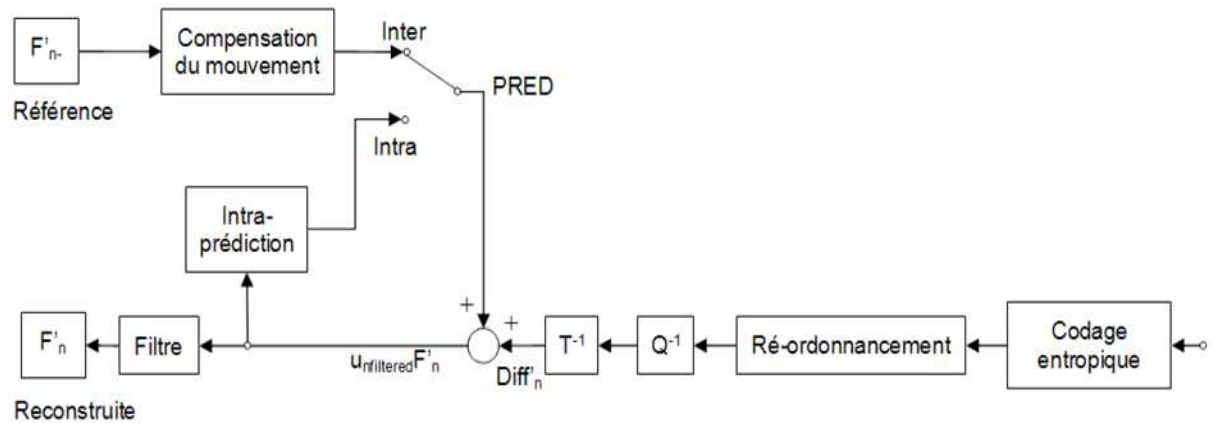 F'n-
Compensation
du mouvement
Inter
PRED
Référence
Intra
Intra-
prédiction
+
+
F'n
Filtre
unfilteredF'n
Diff'n
T-1
Q-1
Ré-ordonnancement
Codage
entropique
Reconstruite